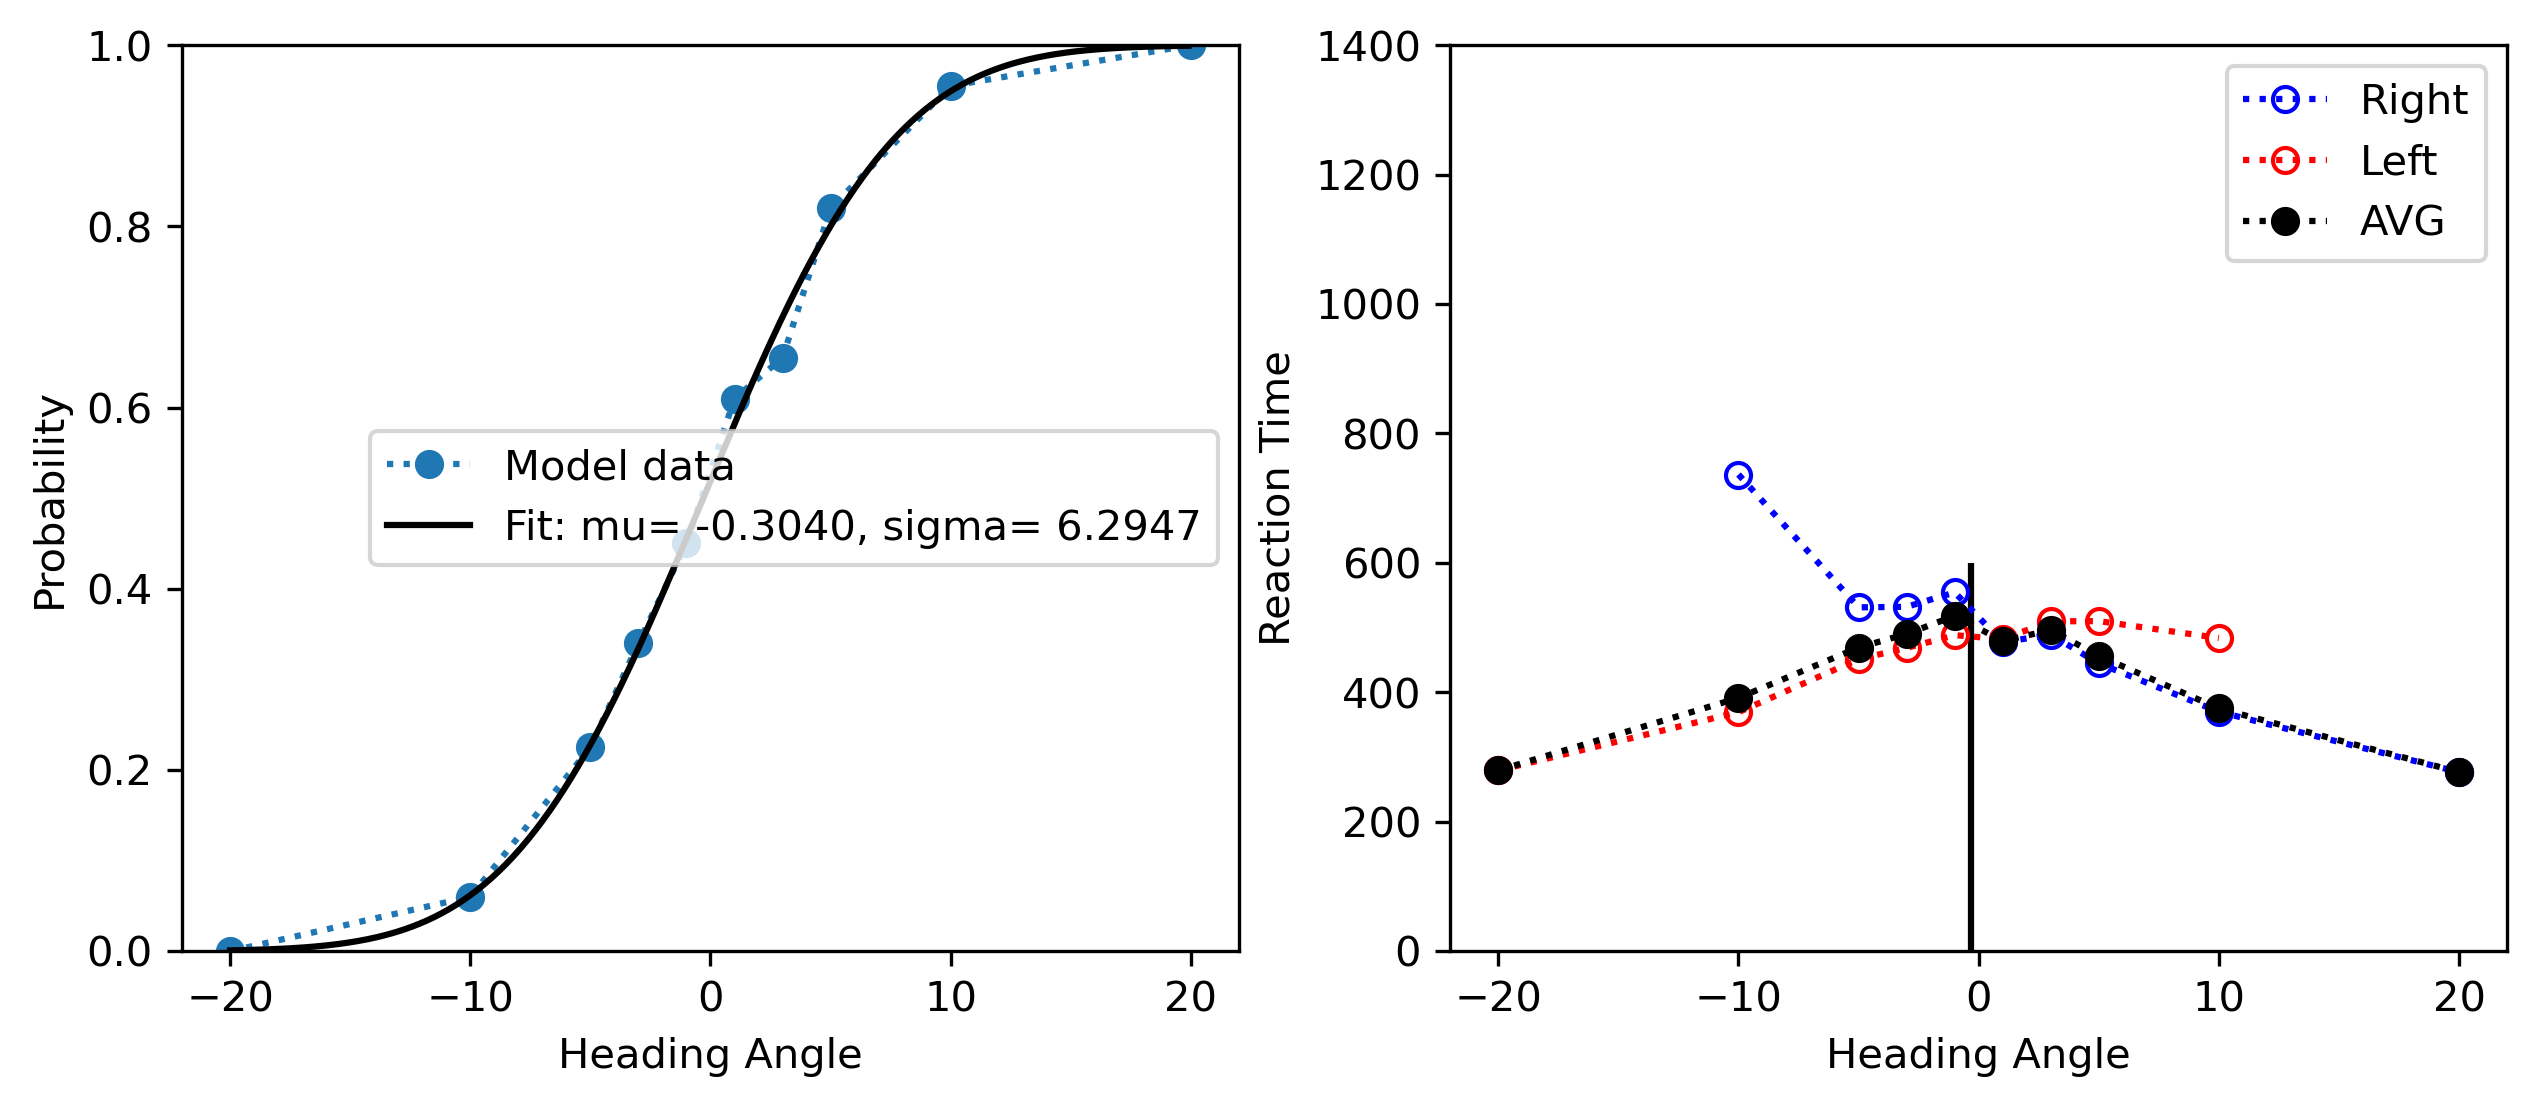 1.0
0.8
0.6
0.4
0.2
0.0
Probability
Model data
Fit: mu= -0.3040, sigma= 6.2947
−20 −10 0 10 20
Heading Angle
1400
1200
1000
800
600
400
200
0
Reaction Time
Right
Left
AVG
−20 −10 0 10 20
Heading Angle